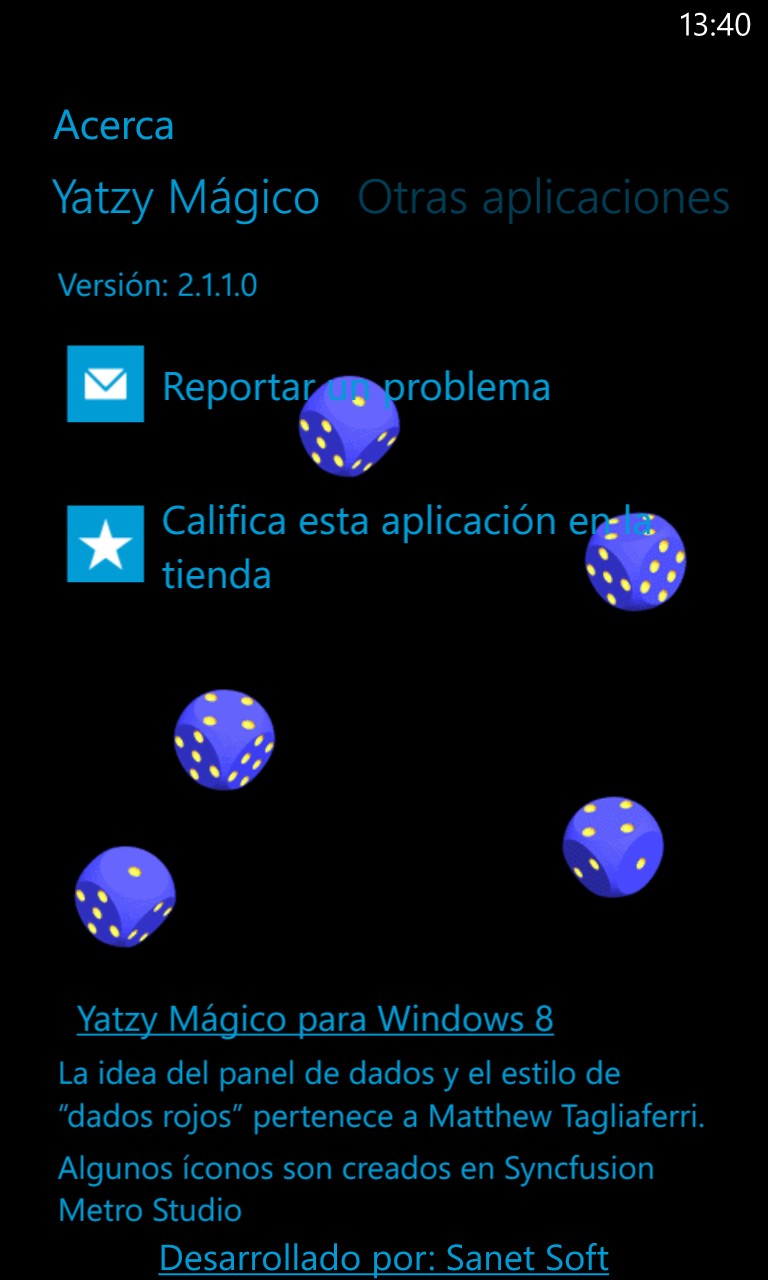 13:40
Acerca
Yatzy Mágico Otras aplicaciones
Versión: 2.1.1.0
Reportar un problema
Califica esta aplicación en la
tienda
Yatzy Mágico para Windows 8
La idea del panel de dados y el estilo de
“dados rojos” pertenece a Matthew Tagliaferri.
Algunos íconos son creados en Syncfusion
Metro Studio
Desarrollado por: Sanet Soft